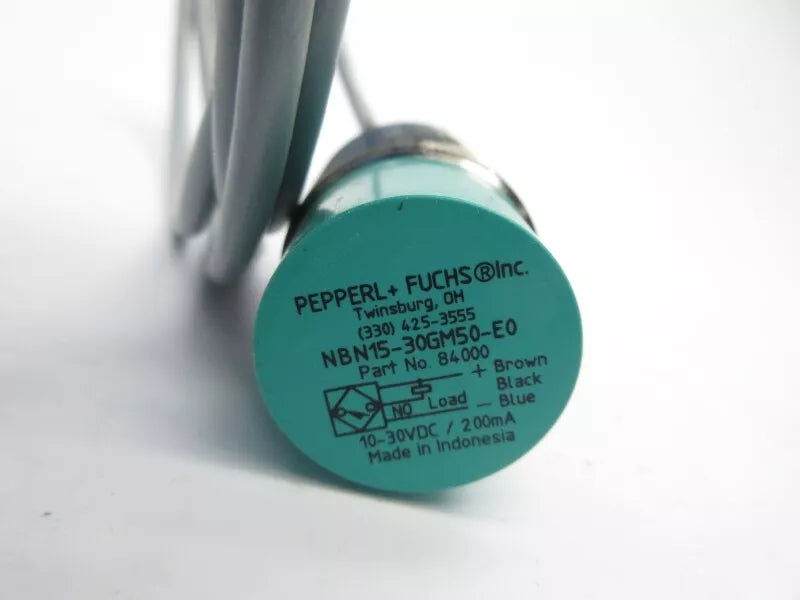 PEPPERL+ FUCHS®Inc.
Twinsburg, OH
(330) 425-3555
NBN15-30GM50-E0
Part No. 84000
+ Brown
Black
NO Load – Blue
10-30VDC / 200mA
Made in Indonesia